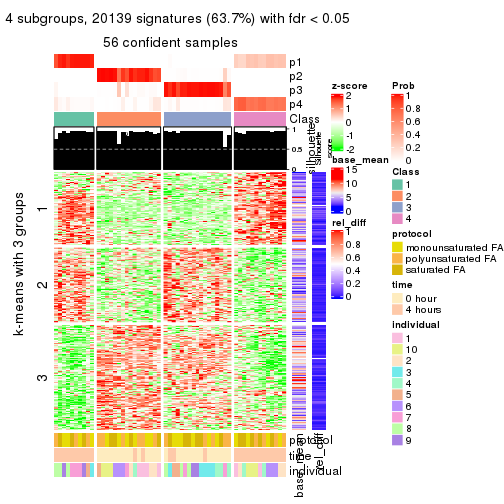 4 subgroups, 20139 signatures (63.7%) with fdr < 0.05
56 confident samples
p1
p2
p3
p4
Class
silhouette
score
1
0.5
0
k-means with 3 groups
1
2
3
protocol
time
individual
base_mean
rel_diff
z-score
2
1
0
-1
-2
base_mean
15
10
5
0
rel_diff
1
0.8
0.6
0.4
0.2
0
Prob
1
0.8
0.6
0.4
0.2
0
Class
1
2
3
4
protocol
monounsaturated FA
polyunsaturated FA
saturated FA
time
0 hour
4 hours
individual
1
10
2
3
4
5
6
7
8
9